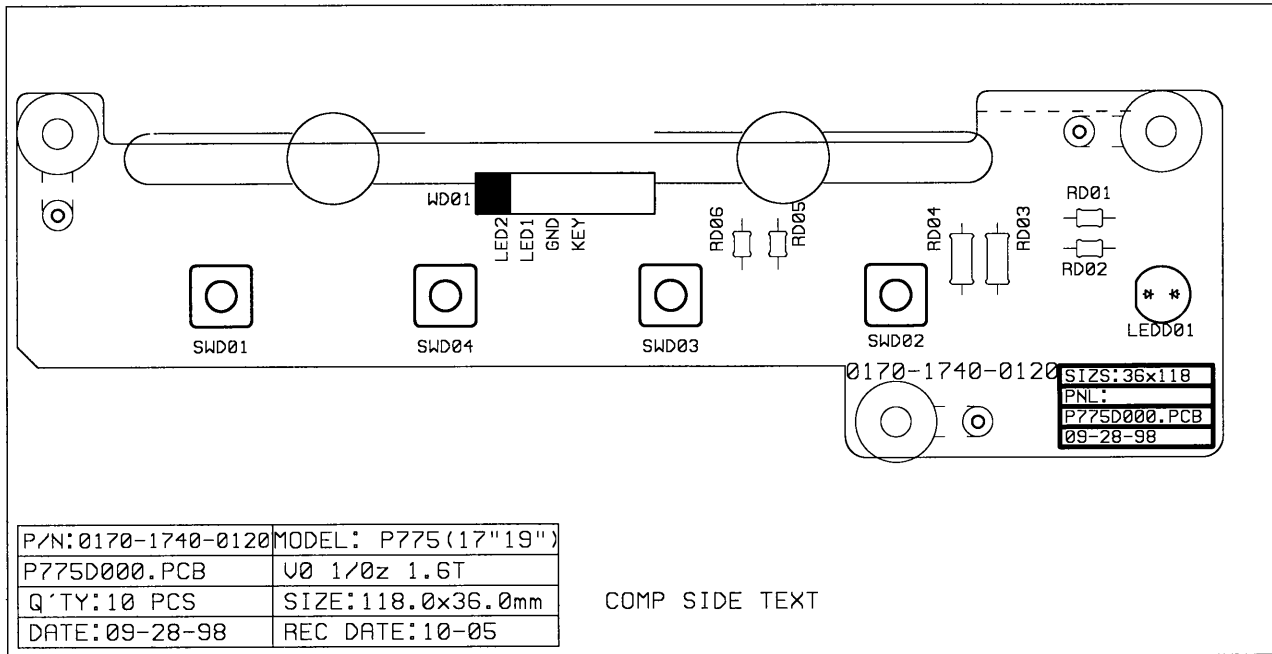 WD01
LED2
LED1
GND
KEY
RD06
RD05
RD04
RD03
RD01
RD02
SWD01
SWD04
SWD03
SWD02
LEDD01
0170-1740-0120
SIZS:36x118
PNL:
P775D000.PCB
09-28-98
P/N:0170-1740-0120 MODEL: P775(17"19")
P775D000.PCB V0 1/0z 1.6T
Q'TY:10 PCS SIZE:118.0x36.0mm
COMP SIDE TEXT
DATE:09-28-98 REC DATE:10-05